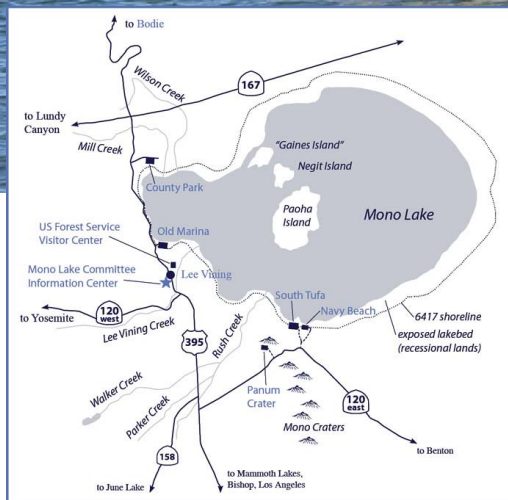 to Bodie
Wilson Creek
167
to Lundy
Canyon
Mill Creek
"Gaines Island"
Negit Island
County Park
Paoha
Island
Mono Lake
US Forest Service
Visitor Center
Old Marina
Mono Lake Committee
Information Center
Lee Vining
South Tufa
Navy Beach
6417 shoreline
exposed lakebed
(recessional lands)
120
west
to Yosemite
Lee Vining Creek
395
Rush Creek
Walker Creek
Parker Creek
Panum
Crater
Mono Craters
120
east
to Benton
158
to June Lake
to Mammoth Lakes,
Bishop, Los Angeles